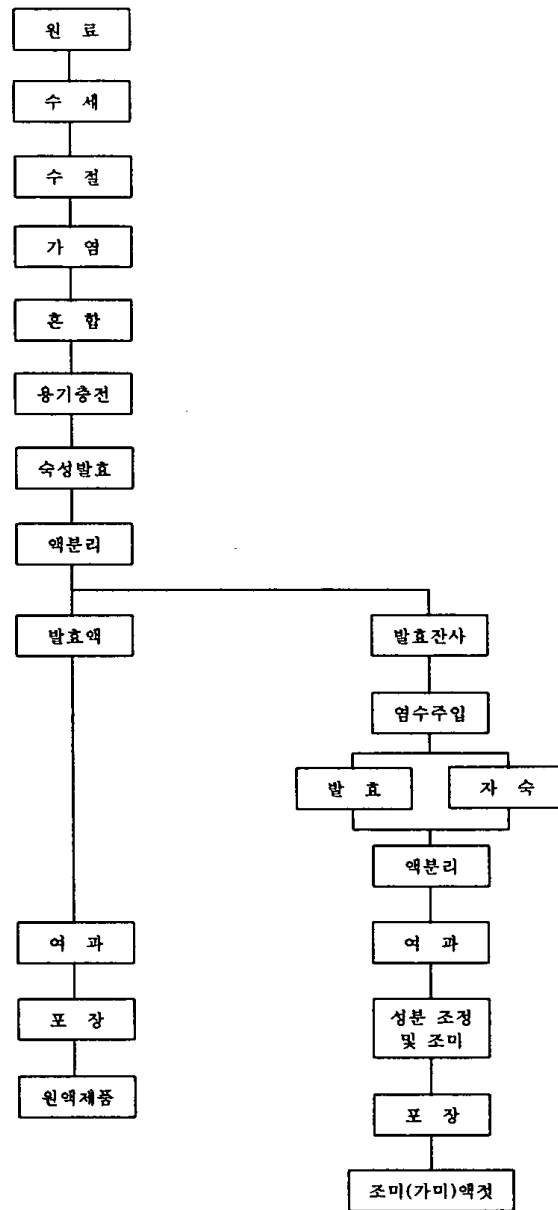 원 료
수 세
수 절
가 염
혼 합
용기충전
숙성발효
액분리
발효액
발효잔사
염수주입
발 효
자 숙
액분리
여 과
여 과
포 장
성분 조정
및 조미
원액제품
포 장
조미(가미)액젓